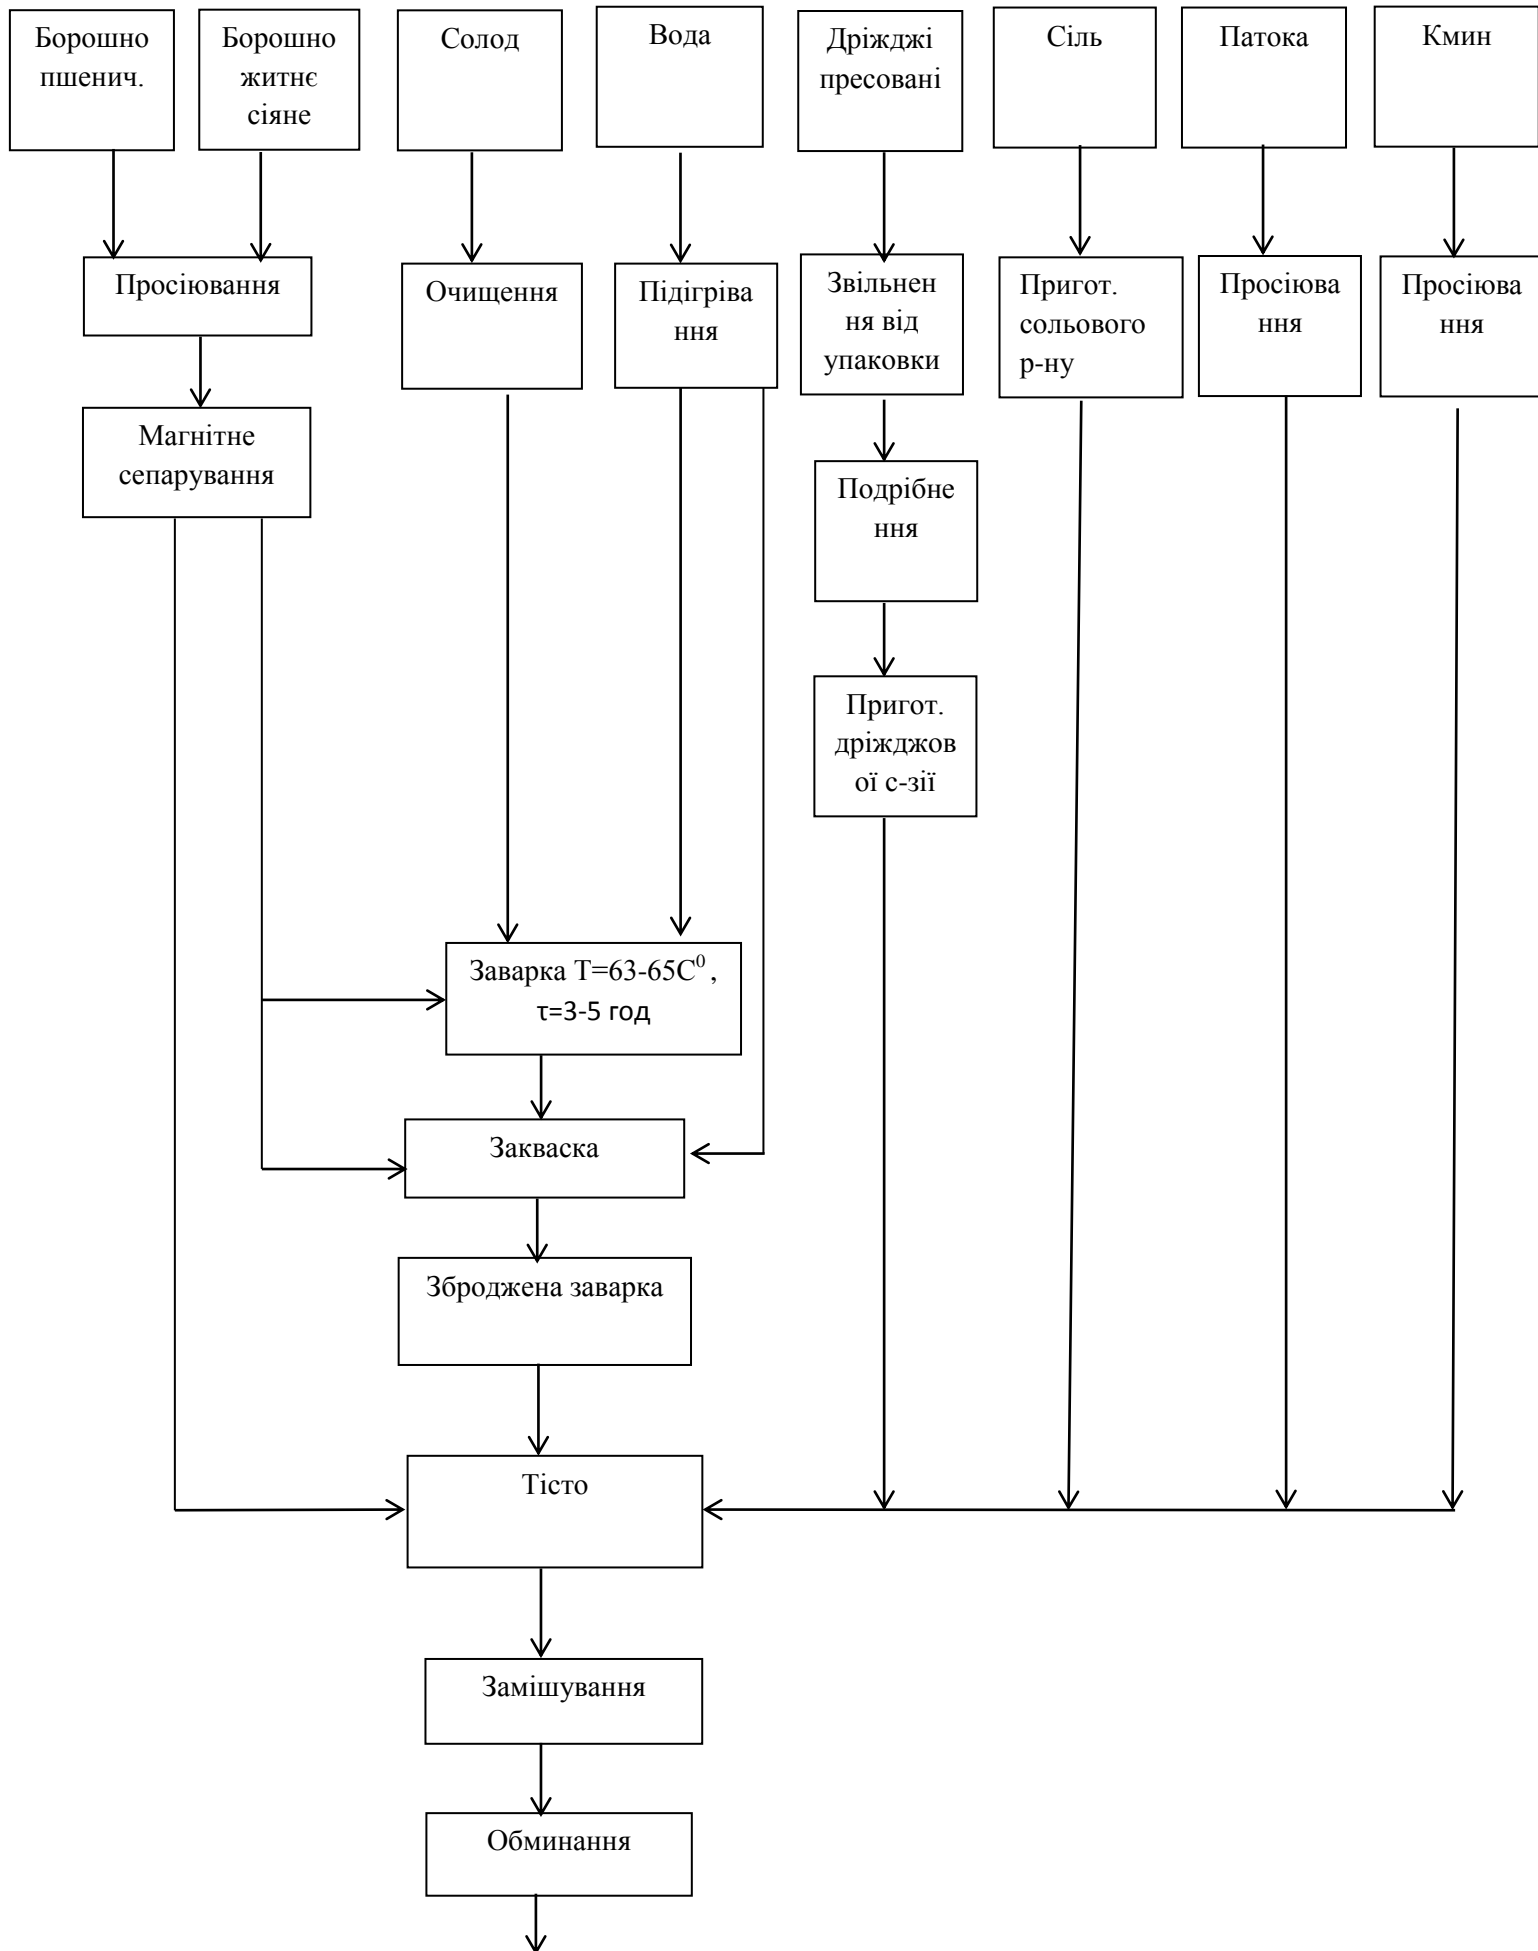 Борошно
пшенич.
Борошно
житнє
сіяне
Солод
Вода
Дріжджі
пресовані
Сіль
Патока
Кмин
Просіювання
Очищення
Підігріва
ння
Звільнен
ня від
упаковки
Пригот.
сольового
р-ну
Просіюва
ння
Просіюва
ння
Магнітне
сепарування
Подрібне
ння
Пригот.
дріжджов
ої с-зії
Заварка Т=63-65С⁰ ,
τ=3-5 год
Закваска
Зброджена заварка
Тісто
Замішування
Обминання